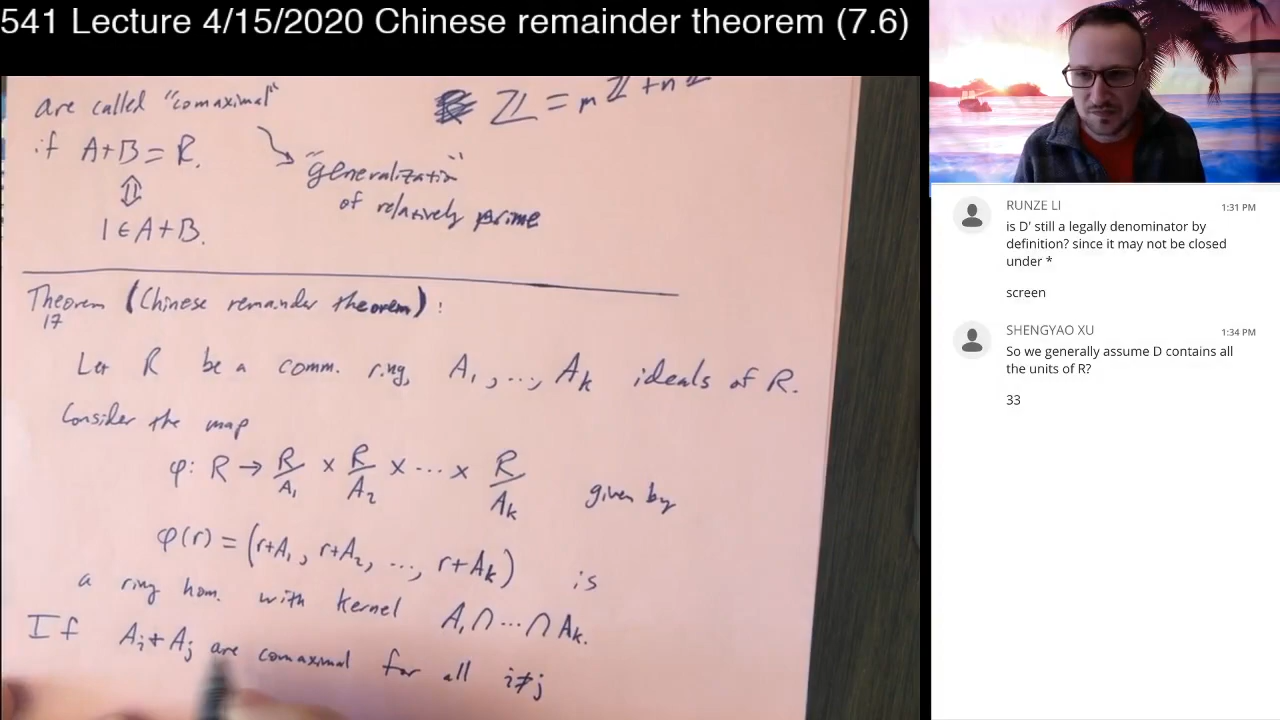 541 Lecture 4/15/2020 Chinese remainder theorem (7.6)
are called "comaximal"
ℤ = mℤ + nℤ
if A+B = R.
"generalization"
of relatively prime
⇕
1 ∈ A+B.
Theorem (Chinese remainder theorem):
17
Let R be a comm. ring, A₁, ..., Aₖ ideals of R.
Consider the map
φ: R → R/A₁ × R/A₂ × ... × R/Aₖ given by
φ(r) = (r+A₁, r+A₂, ..., r+Aₖ) is
a ring hom. with kernel A₁ ∩ ... ∩ Aₖ.
If Aᵢ + Aⱼ are comaximal for all i≠j
RUNZE LI 1:31 PM
is D' still a legally denominator by
definition? since it may not be closed
under *
screen
SHENGYAO XU 1:34 PM
So we generally assume D contains all
the units of R?
33